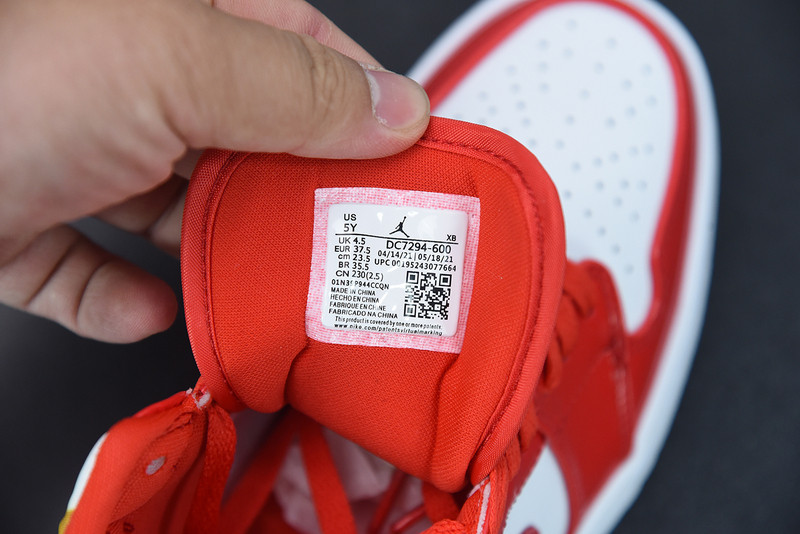 US
5Y
XB
UK 4.5
EUR 37.5
cm 23.5
BR 35.5
CN 230(2.5)
DC7294-600
04/14/21 | 05/18/21
UPC 00195243077664
MADE IN CHINA
HECHO EN CHINA
FABRIQUE EN CHINE
FABRICADO NA CHINA
This product is covered by one or more patents.
www.nike.com/patents/virtualmarking